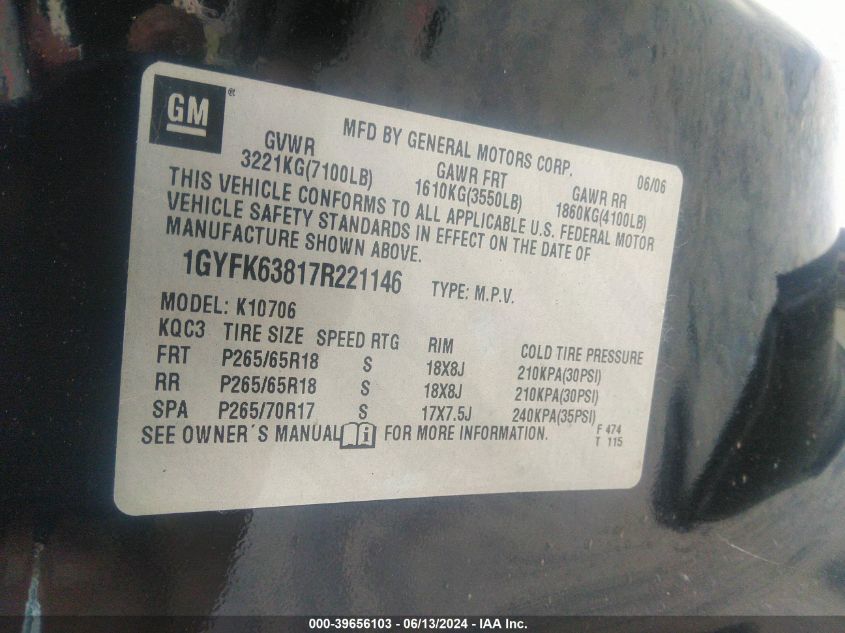 GM®
MFD BY GENERAL MOTORS CORP. 06/06
GVWR GAWR FRT GAWR RR
3221KG(7100LB) 1610KG(3550LB) 1860KG(4100LB)
THIS VEHICLE CONFORMS TO ALL APPLICABLE U.S. FEDERAL MOTOR
VEHICLE SAFETY STANDARDS IN EFFECT ON THE DATE OF
MANUFACTURE SHOWN ABOVE.
1GYFK63817R221146 TYPE: M.P.V.
MODEL: K10706
KQC3 TIRE SIZE SPEED RTG RIM COLD TIRE PRESSURE
FRT P265/65R18 S 18X8J 210KPA(30PSI)
RR P265/65R18 S 18X8J 210KPA(30PSI)
SPA P265/70R17 S 17X7.5J 240KPA(35PSI)
SEE OWNER´S MANUAL i FOR MORE INFORMATION.
F 474
T 115
000-39656103 - 06/13/2024 - IAA Inc.